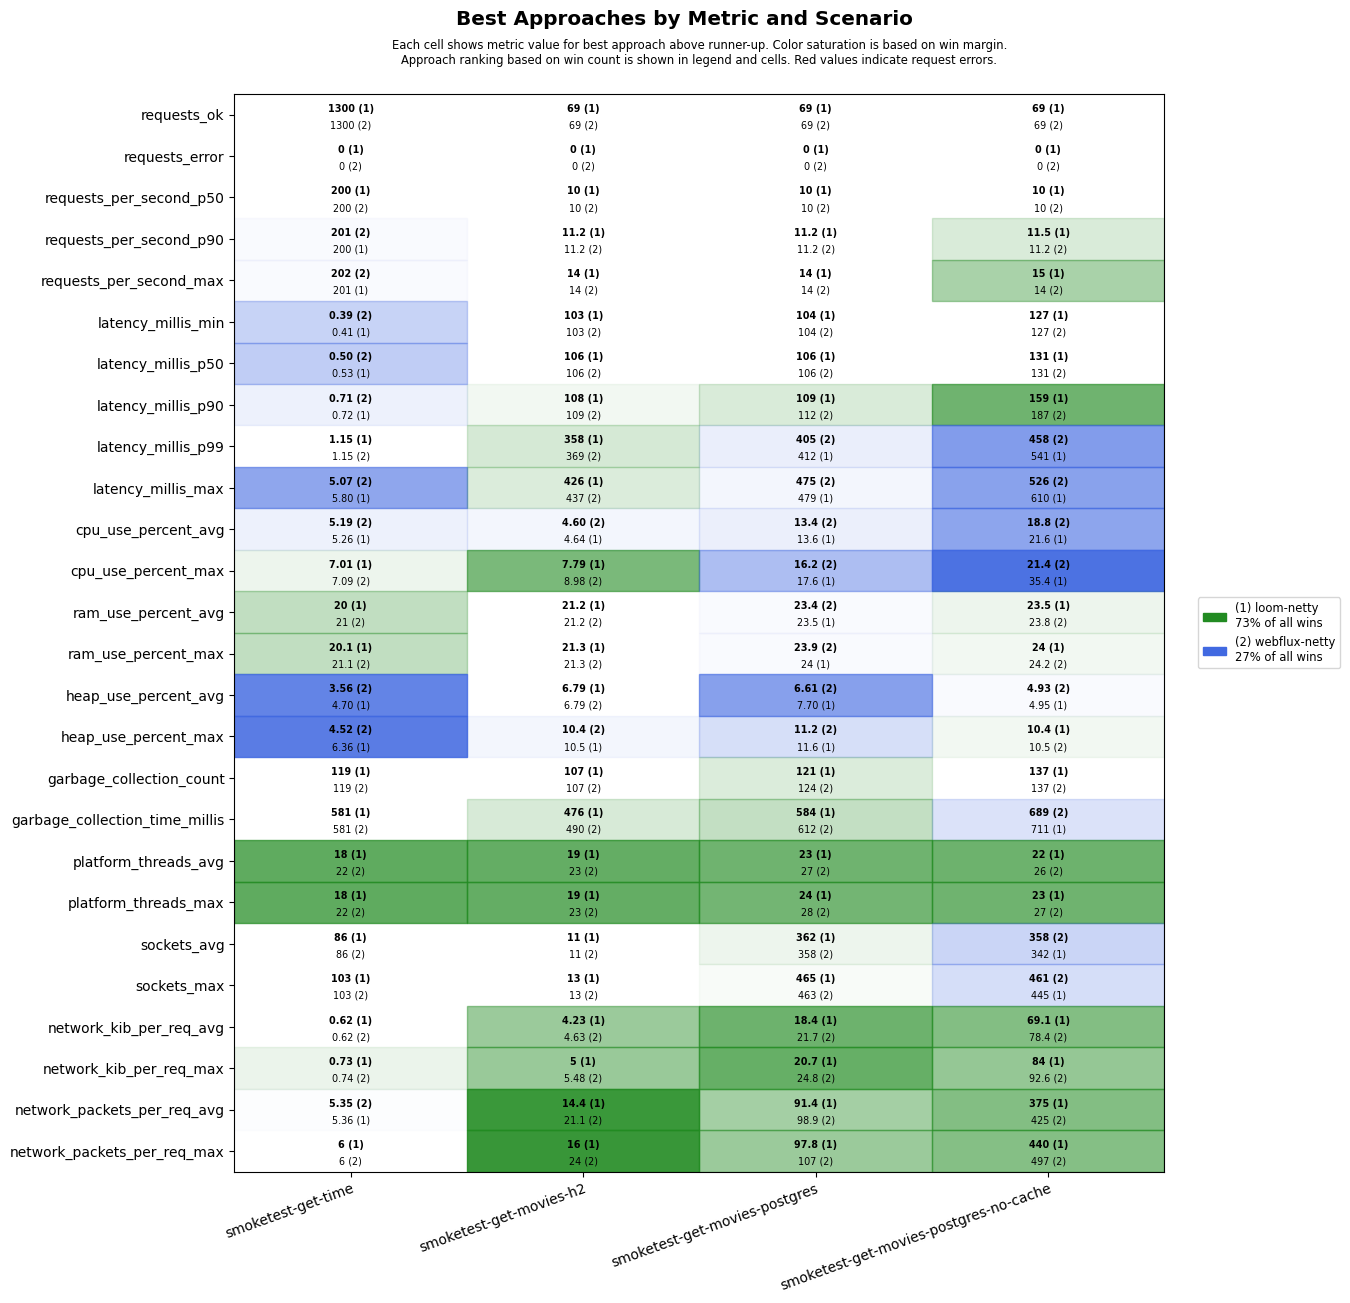 Best Approaches by Metric and Scenario
Each cell shows metric value for best approach above runner-up. Color saturation is based on win margin.
Approach ranking based on win count is shown in legend and cells. Red values indicate request errors.
requests_ok
1300 (1) 69 (1) 69 (1) 69 (1)
1300 (2) 69 (2) 69 (2) 69 (2)
requests_error
0 (1) 0 (1) 0 (1) 0 (1)
0 (2) 0 (2) 0 (2) 0 (2)
requests_per_second_p50
200 (1) 10 (1) 10 (1) 10 (1)
200 (2) 10 (2) 10 (2) 10 (2)
requests_per_second_p90
201 (2) 11.2 (1) 11.2 (1) 11.5 (1)
200 (1) 11.2 (2) 11.2 (2) 11.2 (2)
requests_per_second_max
202 (2) 14 (1) 14 (1) 15 (1)
201 (1) 14 (2) 14 (2) 14 (2)
latency_millis_min
0.39 (2) 103 (1) 104 (1) 127 (1)
0.41 (1) 103 (2) 104 (2) 127 (2)
latency_millis_p50
0.50 (2) 106 (1) 106 (1) 131 (1)
0.53 (1) 106 (2) 106 (2) 131 (2)
latency_millis_p90
0.71 (2) 108 (1) 109 (1) 159 (1)
0.72 (1) 109 (2) 112 (2) 187 (2)
latency_millis_p99
1.15 (1) 358 (1) 405 (2) 458 (2)
1.15 (2) 369 (2) 412 (1) 541 (1)
latency_millis_max
5.07 (2) 426 (1) 475 (2) 526 (2)
5.80 (1) 437 (2) 479 (1) 610 (1)
cpu_use_percent_avg
5.19 (2) 4.60 (2) 13.4 (2) 18.8 (2)
5.26 (1) 4.64 (1) 13.6 (1) 21.6 (1)
cpu_use_percent_max
7.01 (1) 7.79 (1) 16.2 (2) 21.4 (2)
7.09 (2) 8.98 (2) 17.6 (1) 35.4 (1)
ram_use_percent_avg
20 (1) 21.2 (1) 23.4 (2) 23.5 (1)
21 (2) 21.2 (2) 23.5 (1) 23.8 (2)
ram_use_percent_max
20.1 (1) 21.3 (1) 23.9 (2) 24 (1)
21.1 (2) 21.3 (2) 24 (1) 24.2 (2)
heap_use_percent_avg
3.56 (2) 6.79 (1) 6.61 (2) 4.93 (2)
4.70 (1) 6.79 (2) 7.70 (1) 4.95 (1)
heap_use_percent_max
4.52 (2) 10.4 (2) 11.2 (2) 10.4 (1)
6.36 (1) 10.5 (1) 11.6 (1) 10.5 (2)
garbage_collection_count
119 (1) 107 (1) 121 (1) 137 (1)
119 (2) 107 (2) 124 (2) 137 (2)
garbage_collection_time_millis
581 (1) 476 (1) 584 (1) 689 (2)
581 (2) 490 (2) 612 (2) 711 (1)
platform_threads_avg
18 (1) 19 (1) 23 (1) 22 (1)
22 (2) 23 (2) 27 (2) 26 (2)
platform_threads_max
18 (1) 19 (1) 24 (1) 23 (1)
22 (2) 23 (2) 28 (2) 27 (2)
sockets_avg
86 (1) 11 (1) 362 (1) 358 (2)
86 (2) 11 (2) 358 (2) 342 (1)
sockets_max
103 (1) 13 (1) 465 (1) 461 (2)
103 (2) 13 (2) 463 (2) 445 (1)
network_kib_per_req_avg
0.62 (1) 4.23 (1) 18.4 (1) 69.1 (1)
0.62 (2) 4.63 (2) 21.7 (2) 78.4 (2)
network_kib_per_req_max
0.73 (1) 5 (1) 20.7 (1) 84 (1)
0.74 (2) 5.48 (2) 24.8 (2) 92.6 (2)
network_packets_per_req_avg
5.35 (2) 14.4 (1) 91.4 (1) 375 (1)
5.36 (1) 21.1 (2) 98.9 (2) 425 (2)
network_packets_per_req_max
6 (1) 16 (1) 97.8 (1) 440 (1)
6 (2) 24 (2) 107 (2) 497 (2)
smoketest-get-time
smoketest-get-movies-h2
smoketest-get-movies-postgres
smoketest-get-movies-postgres-no-cache
(1) loom-netty
73% of all wins
(2) webflux-netty
27% of all wins